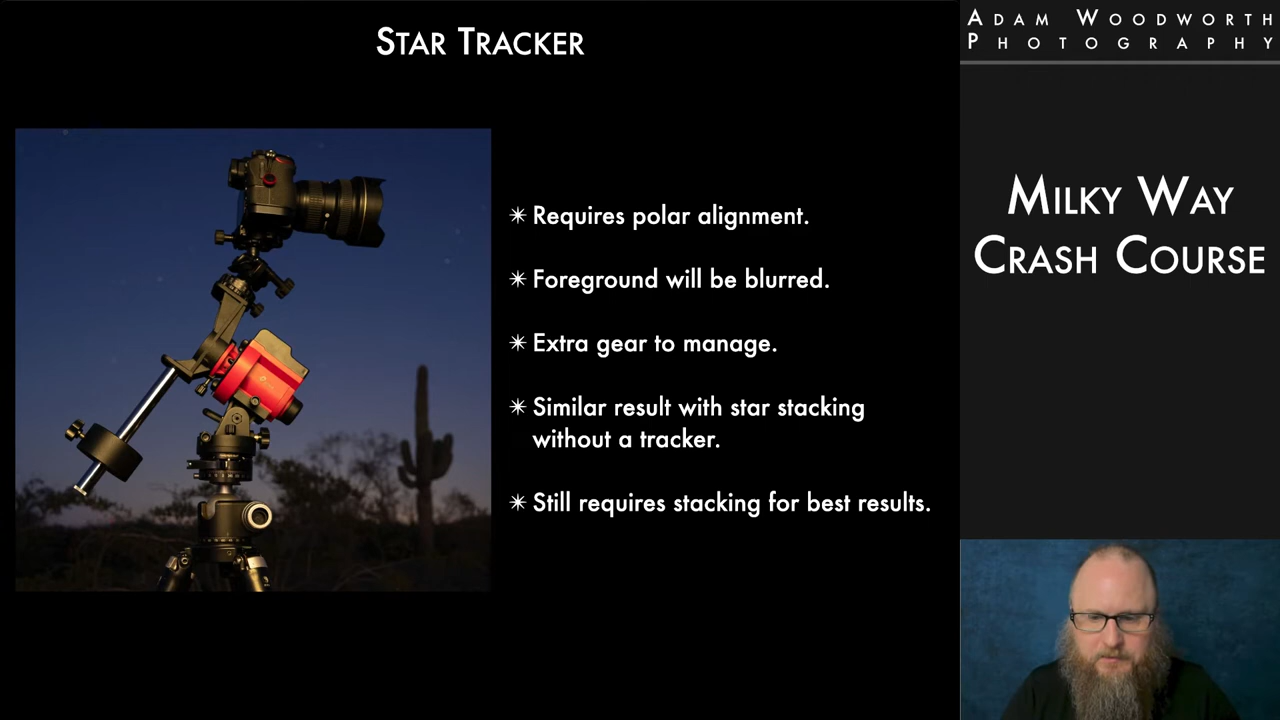 STAR TRACKER
Requires polar alignment.
Foreground will be blurred.
Extra gear to manage.
Similar result with star stacking
without a tracker.
Still requires stacking for best results.
ADAM WOODWORTH
PHOTOGRAPHY
MILKY WAY
CRASH COURSE